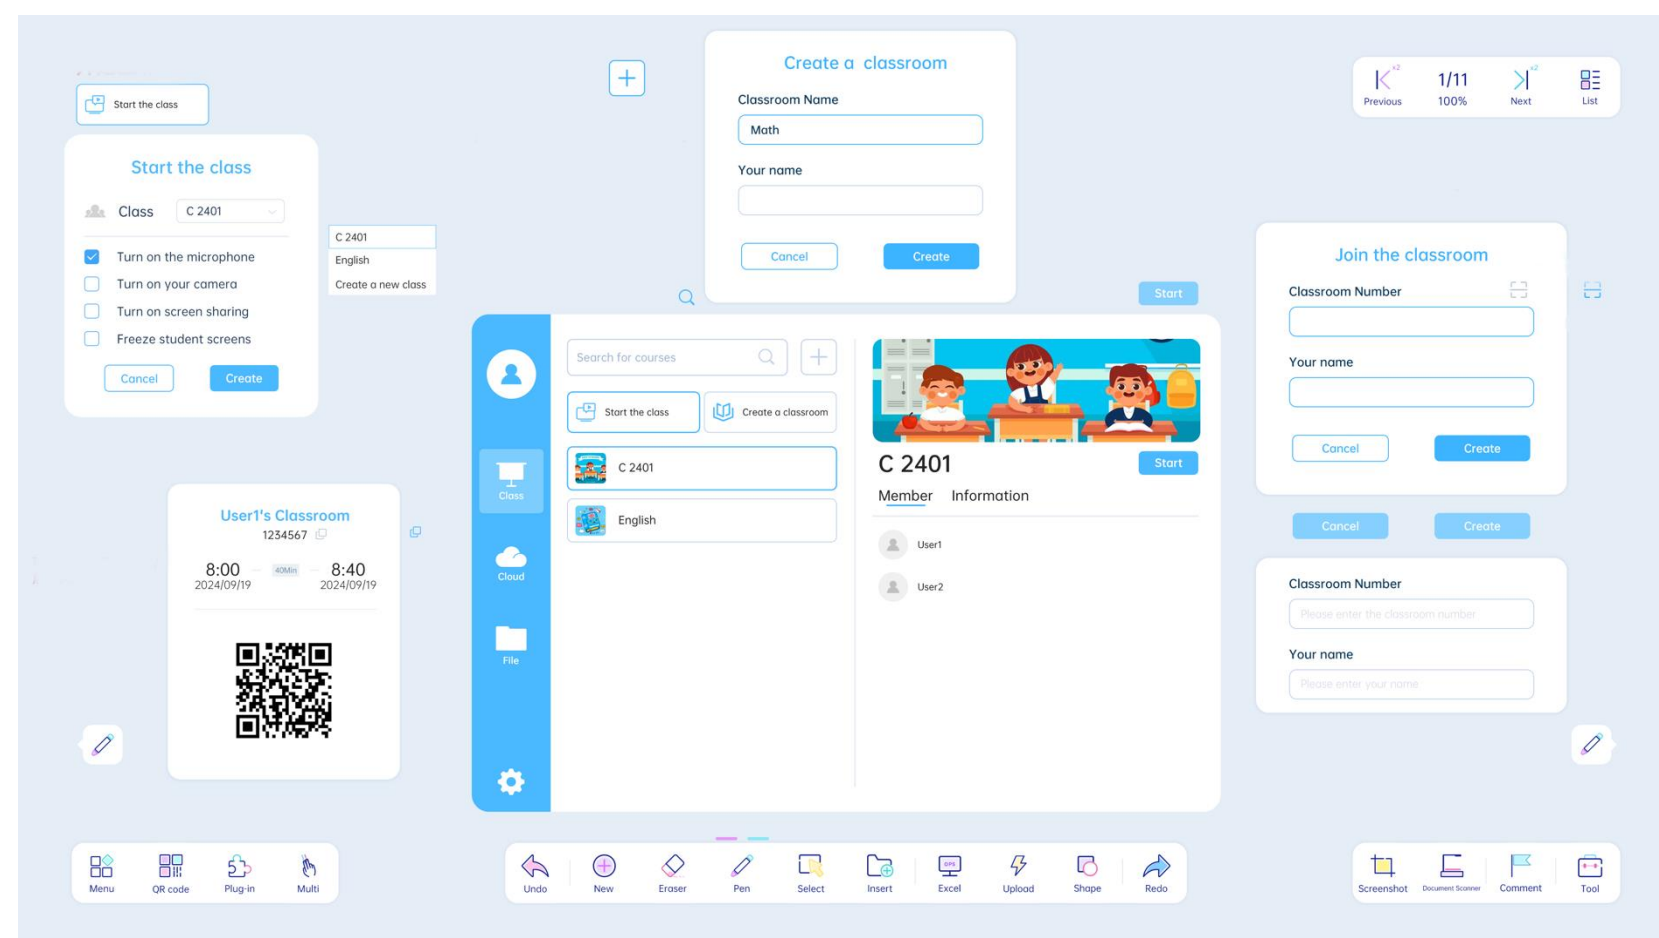 Start the class
Start the class
Class
C 2401
Turn on the microphone
Turn on your camera
Turn on screen sharing
Freeze student screens
Cancel
Create
C 2401
English
Create a new class
Create a classroom
Classroom Name
Math
Your name
Cancel
Create
x2
Previous
1/11
100%
x2
Next
List
Start
Join the classroom
Classroom Number
Your name
Cancel
Create
Cancel
Create
Classroom Number
Please enter the classroom number
Your name
Please enter your name
User1's Classroom
1234567
8:00
40Min
8:40
2024/09/19
2024/09/19
Class
Cloud
File
Search for courses
Start the class
Create a classroom
C 2401
English
C 2401
Start
Member
Information
User1
User2
Menu
QR code
Plug-in
Multi
Undo
New
Eraser
Pen
Select
Insert
OPS
Excel
Upload
Shape
Redo
Screenshot
Document Scanner
Comment
Tool